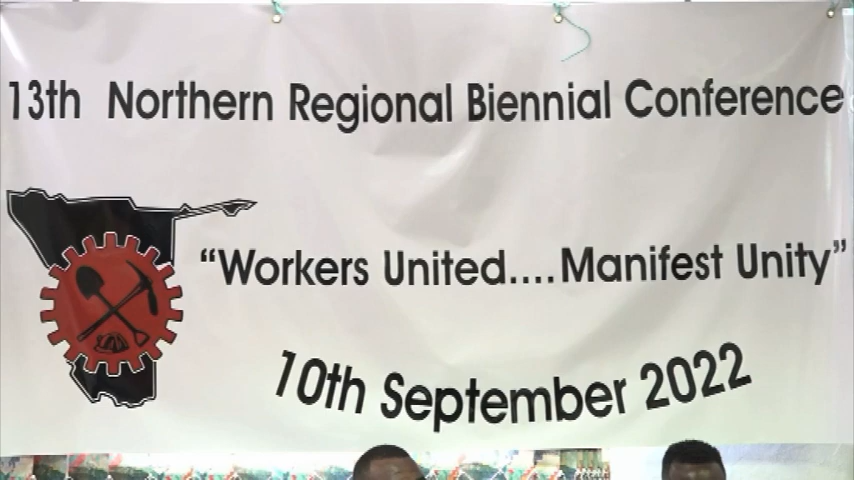 13th Northern Regional Biennial Conference
“Workers United....Manifest Unity”
10th September 2022